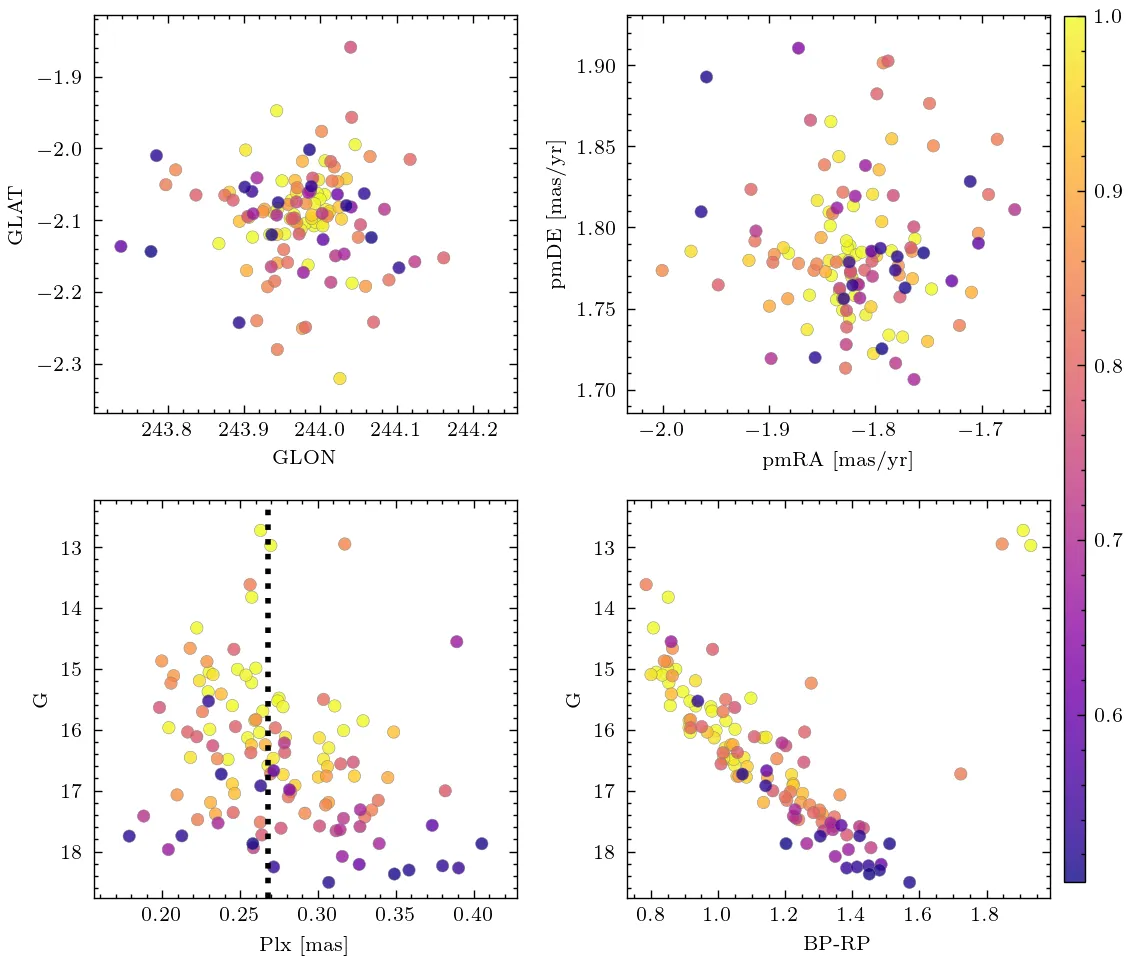 −1.9
−2.0
−2.1
−2.2
−2.3
GLAT
243.8 243.9 244.0 244.1 244.2
GLON
1.90
1.85
1.80
1.75
1.70
pmDE [mas/yr]
−2.0 −1.9 −1.8 −1.7
pmRA [mas/yr]
1.0
0.9
0.8
0.7
0.6
13
14
15
16
17
18
G
0.20 0.25 0.30 0.35 0.40
Plx [mas]
13
14
15
16
17
18
G
0.8 1.0 1.2 1.4 1.6 1.8
BP-RP